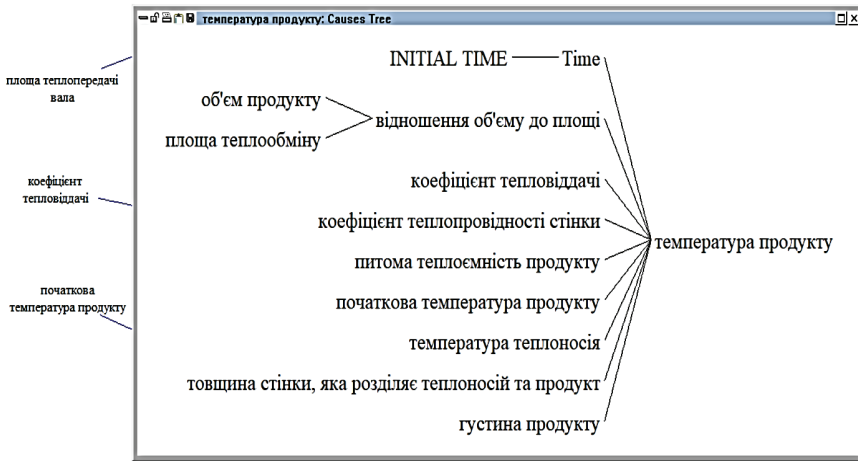 температура продукту: Causes Tree
INITIAL TIME
Time
об'єм продукту
площа теплообміну
відношення об'єму до площі
коефіцієнт тепловіддачі
коефіцієнт теплопровідності стінки
питома теплоємність продукту
початкова температура продукту
температура теплоносія
товщина стінки, яка розділяє теплоносій та продукт
густина продукту
температура продукту
площа теплопередачі
вала
коефіцієнт
тепловіддачі
початкова
температура продукту